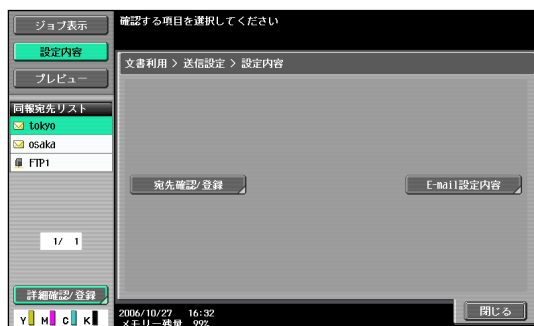 ジョブ表示
確認する項目を選択してください
設定内容
文書利用 > 送信設定 > 設定内容
プレビュー
同報宛先リスト
tokyo
osaka
FTP1
宛先確認/登録
E-mail設定内容
1/ 1
詳細確認/登録
Y M C K
2006/10/27 16:32
メモリー残量 99%
閉じる